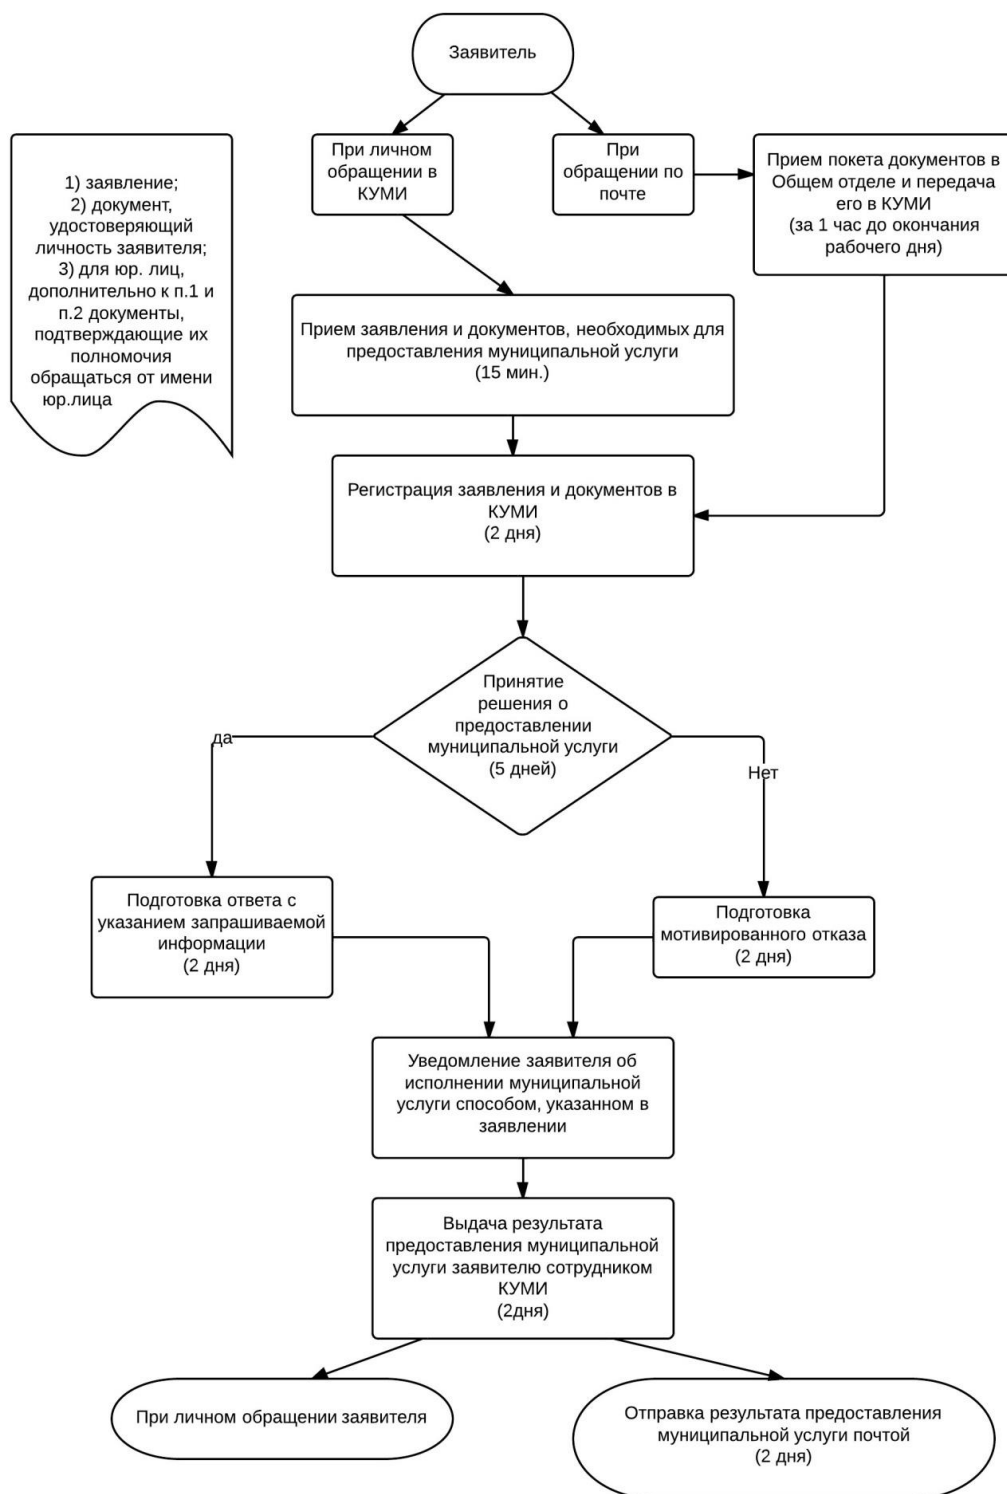 Заявитель
При личном
обращении в
КУМИ
При
обращении по
почте
Прием покета документов в
Общем отделе и передача
его в КУМИ
(за 1 час до окончания
рабочего дня)
1) заявление;
2) документ,
удостоверяющий
личность заявителя;
3) для юр. лиц,
дополнительно к п.1 и
п.2 документы,
подтверждающие их
полномочия
обращаться от имени
юр.лица
Прием заявления и документов, необходимых для
предоставления муниципальной услуги
(15 мин.)
Регистрация заявления и документов в
КУМИ
(2 дня)
Принятие
решения о
предоставлении
муниципальной услуги
(5 дней)
да
Нет
Подготовка ответа с
указанием запрашиваемой
информации
(2 дня)
Подготовка
мотивированного отказа
(2 дня)
Уведомление заявителя об
исполнении муниципальной
услуги способом, указанном в
заявлении
Выдача результата
предоставления муниципальной
услуги заявителю сотрудником
КУМИ
(2дня)
При личном обращении заявителя
Отправка результата предоставления
муниципальной услуги почтой
(2 дня)